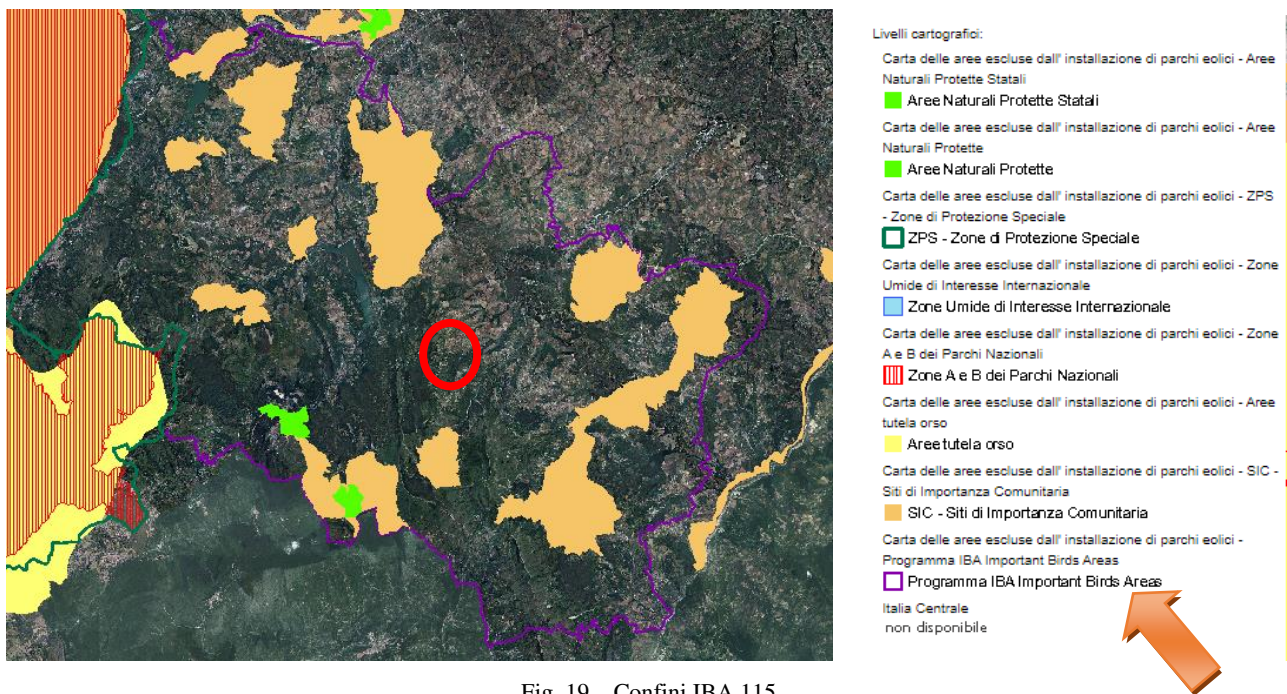 Livelli cartografici:
Carta delle aree escluse dall' installazione di parchi eolici - Aree
Naturali Protette Statali
Aree Naturali Protette Statali
Carta delle aree escluse dall' installazione di parchi eolici - Aree
Naturali Protette
Aree Naturali Protette
Carta delle aree escluse dall' installazione di parchi eolici - ZPS
- Zone di Protezione Speciale
ZPS - Zone di Protezione Speciale
Carta delle aree escluse dall' installazione di parchi eolici - Zone
Umide di Interesse Internazionale
Zone Umide di Interesse Internazionale
Carta delle aree escluse dall' installazione di parchi eolici - Zone
A e B dei Parchi Nazionali
Zone A e B dei Parchi Nazionali
Carta delle aree escluse dall' installazione di parchi eolici - Aree
tutela orso
Aree tutela orso
Carta delle aree escluse dall' installazione di parchi eolici - SIC -
Siti di Importanza Comunitaria
SIC - Siti di Importanza Comunitaria
Carta delle aree escluse dall' installazione di parchi eolici -
Programma IBA Important Birds Areas
Programma IBA Important Birds Areas
Italia Centrale
non disponibile
Fig. 19 – Confini IBA 115